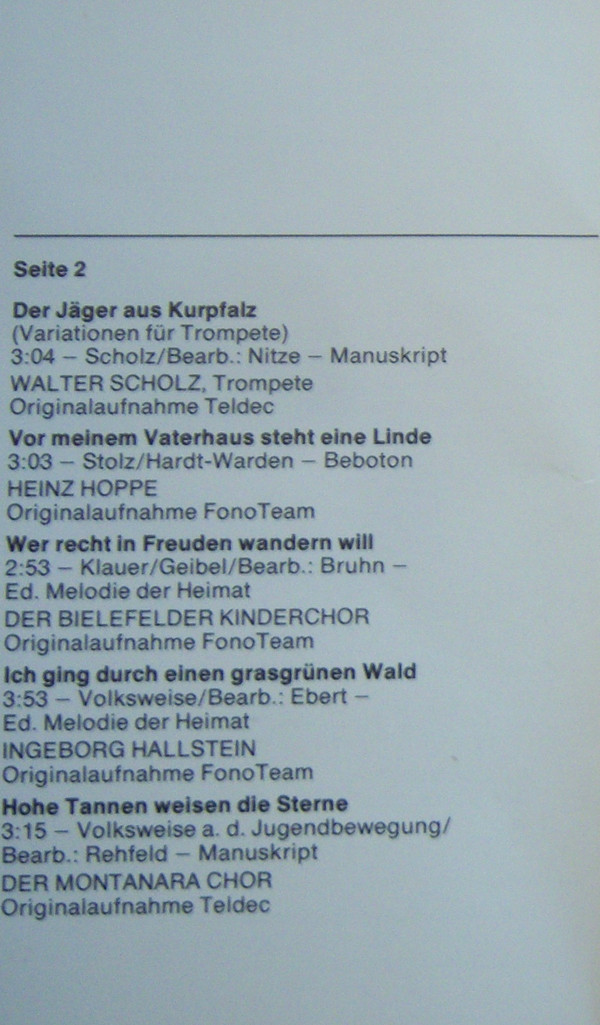 Seite 2
Der Jäger aus Kurpfalz
(Variationen für Trompete)
3:04 – Scholz/Bearb.: Nitze – Manuskript
WALTER SCHOLZ, Trompete
Originalaufnahme Teldec
Vor meinem Vaterhaus steht eine Linde
3:03 – Stolz/Hardt-Warden – Beboton
HEINZ HOPPE
Originalaufnahme FonoTeam
Wer recht in Freuden wandern will
2:53 – Klauer/Geibel/Bearb.: Bruhn –
Ed. Melodie der Heimat
DER BIELEFELDER KINDERCHOR
Originalaufnahme FonoTeam
Ich ging durch einen grasgrünen Wald
3:53 – Volksweise/Bearb.: Ebert –
Ed. Melodie der Heimat
INGEBORG HALLSTEIN
Originalaufnahme FonoTeam
Hohe Tannen weisen die Sterne
3:15 – Volksweise a. d. Jugendbewegung/
Bearb.: Rehfeld – Manuskript
DER MONTANARA CHOR
Originalaufnahme Teldec